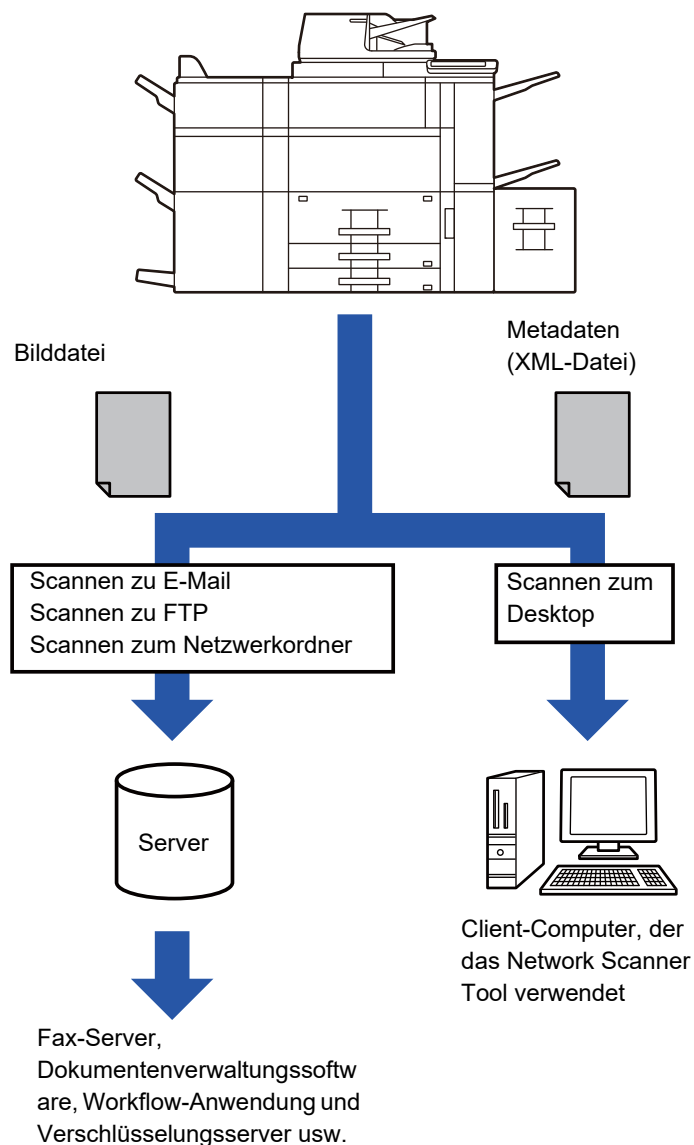 Bilddatei
Metadaten
(XML-Datei)
Scannen zu E-Mail
Scannen zu FTP
Scannen zum Netzwerkordner
Scannen zum
Desktop
Server
Client-Computer, der
das Network Scanner
Tool verwendet
Fax-Server,
Dokumentenverwaltungssoftw
are, Workflow-Anwendung und
Verschlüsselungsserver usw.